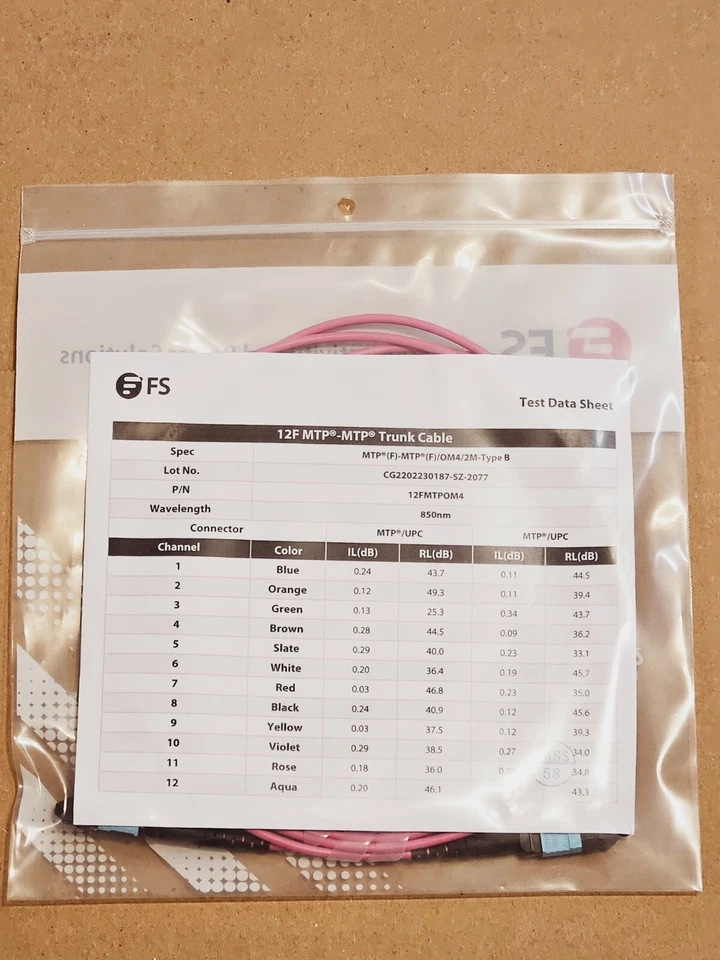 FS
FS
Test Data Sheet
12F MTP®-MTP® Trunk Cable
Spec MTP®(F)-MTP®(F)/OM4/2M-Type B
Lot No. CG2202230187-SZ-2077
P/N 12FMTPOM4
Wavelength 850nm
Connector MTP®/UPC MTP®/UPC
Channel Color IL(dB) RL(dB) IL(dB) RL(dB)
1 Blue 0.24 43.7 0.11 44.5
2 Orange 0.12 49.3 0.11 39.4
3 Green 0.13 25.3 0.34 43.7
4 Brown 0.28 44.5 0.09 36.2
5 Slate 0.29 40.0 0.23 33.1
6 White 0.20 36.4 0.19 45.7
7 Red 0.03 46.8 0.23 35.0
8 Black 0.24 40.9 0.12 45.6
9 Yellow 0.03 37.5 0.12 39.3
10 Violet 0.29 38.5 0.27 34.0
11 Rose 0.18 36.0 34.8
12 Aqua 0.20 46.1 43.3
58